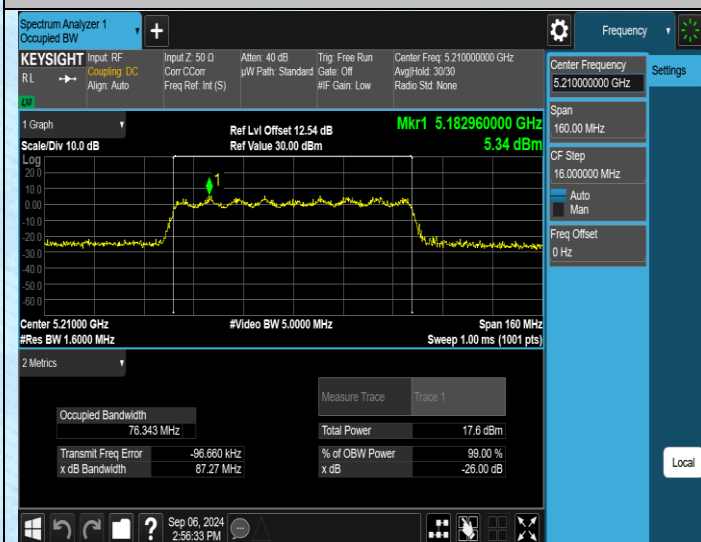 Spectrum Analyzer 1
Occupied BW
Frequency
KEYSIGHT
R L
LXI
Input: RF
Coupling: DC
Align: Auto
Input Z: 50 Ω
Corr CCorr
Freq Ref: Int (S)
Atten: 40 dB
µW Path: Standard
Trig: Free Run
Gate: Off
#IF Gain: Low
Center Freq: 5.210000000 GHz
Avg|Hold: 30/30
Radio Std: None
Center Frequency
5.210000000 GHz
Settings
Span
160.00 MHz
CF Step
16.000000 MHz
Auto
Man
Freq Offset
0 Hz
Local
1 Graph
Scale/Div 10.0 dB
Ref Lvl Offset 12.54 dB
Ref Value 30.00 dBm
Mkr1 5.182960000 GHz
5.34 dBm
Log
20.0
10.0
0.00
-10.0
-20.0
-30.0
-40.0
-50.0
-60.0
1
Center 5.21000 GHz
#Res BW 1.6000 MHz
#Video BW 5.0000 MHz
Span 160 MHz
Sweep 1.00 ms (1001 pts)
2 Metrics
Measure Trace
Trace 1
Occupied Bandwidth
76.343 MHz
Total Power
17.6 dBm
Transmit Freq Error
-96.660 kHz
% of OBW Power
99.00 %
x dB Bandwidth
87.27 MHz
x dB
-26.00 dB
?
Sep 06, 2024
2:56:33 PM